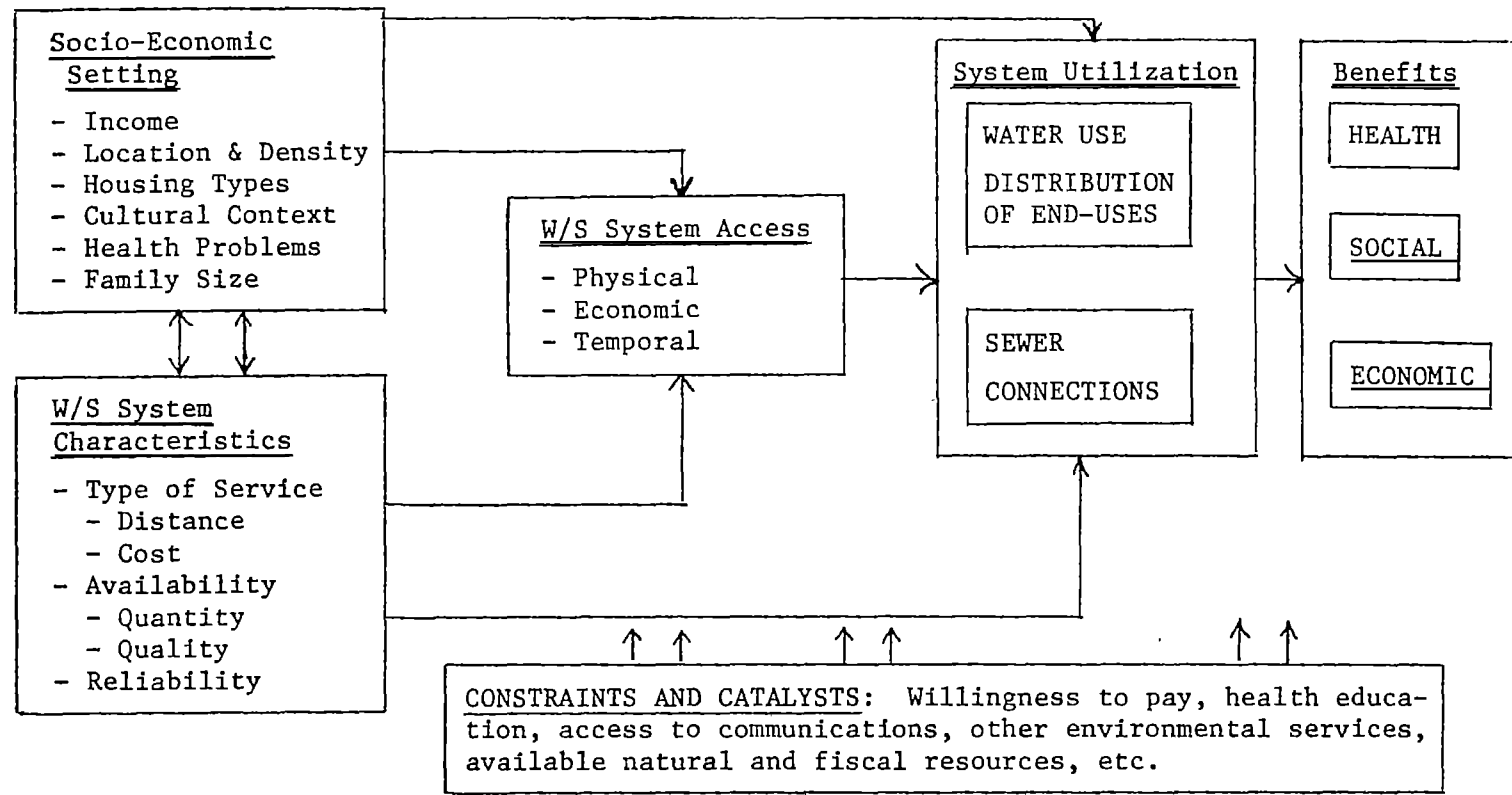 Socio-Economic
Setting
- Income
- Location & Density
- Housing Types
- Cultural Context
- Health Problems
- Family Size
W/S System
Characteristics
- Type of Service
- Distance
- Cost
- Availability
- Quantity
- Quality
- Reliability
W/S System Access
- Physical
- Economic
- Temporal
System Utilization
WATER USE
DISTRIBUTION
OF END-USES
SEWER
CONNECTIONS
Benefits
HEALTH
SOCIAL
ECONOMIC
CONSTRAINTS AND CATALYSTS: Willingness to pay, health educa-
tion, access to communications, other environmental services,
available natural and fiscal resources, etc.